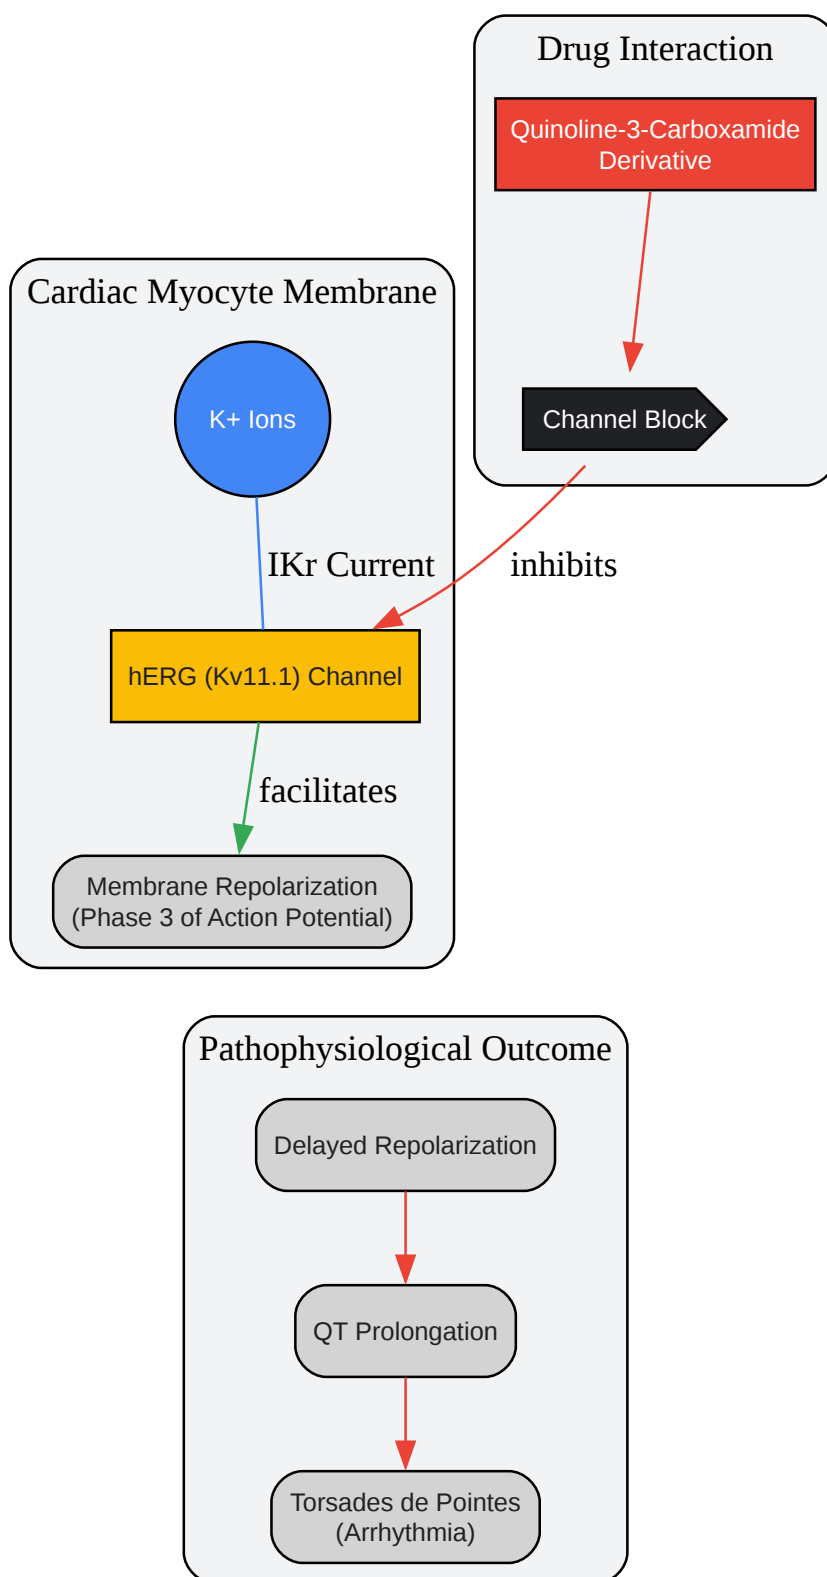 Drug Interaction
Quinoline-3-Carboxamide
Derivative
Channel Block
inhibits
Cardiac Myocyte Membrane
K+ Ions
IKr Current
hERG (Kv11.1) Channel
facilitates
Membrane Repolarization
(Phase 3 of Action Potential)
Pathophysiological Outcome
Delayed Repolarization
QT Prolongation
Torsades de Pointes
(Arrhythmia)